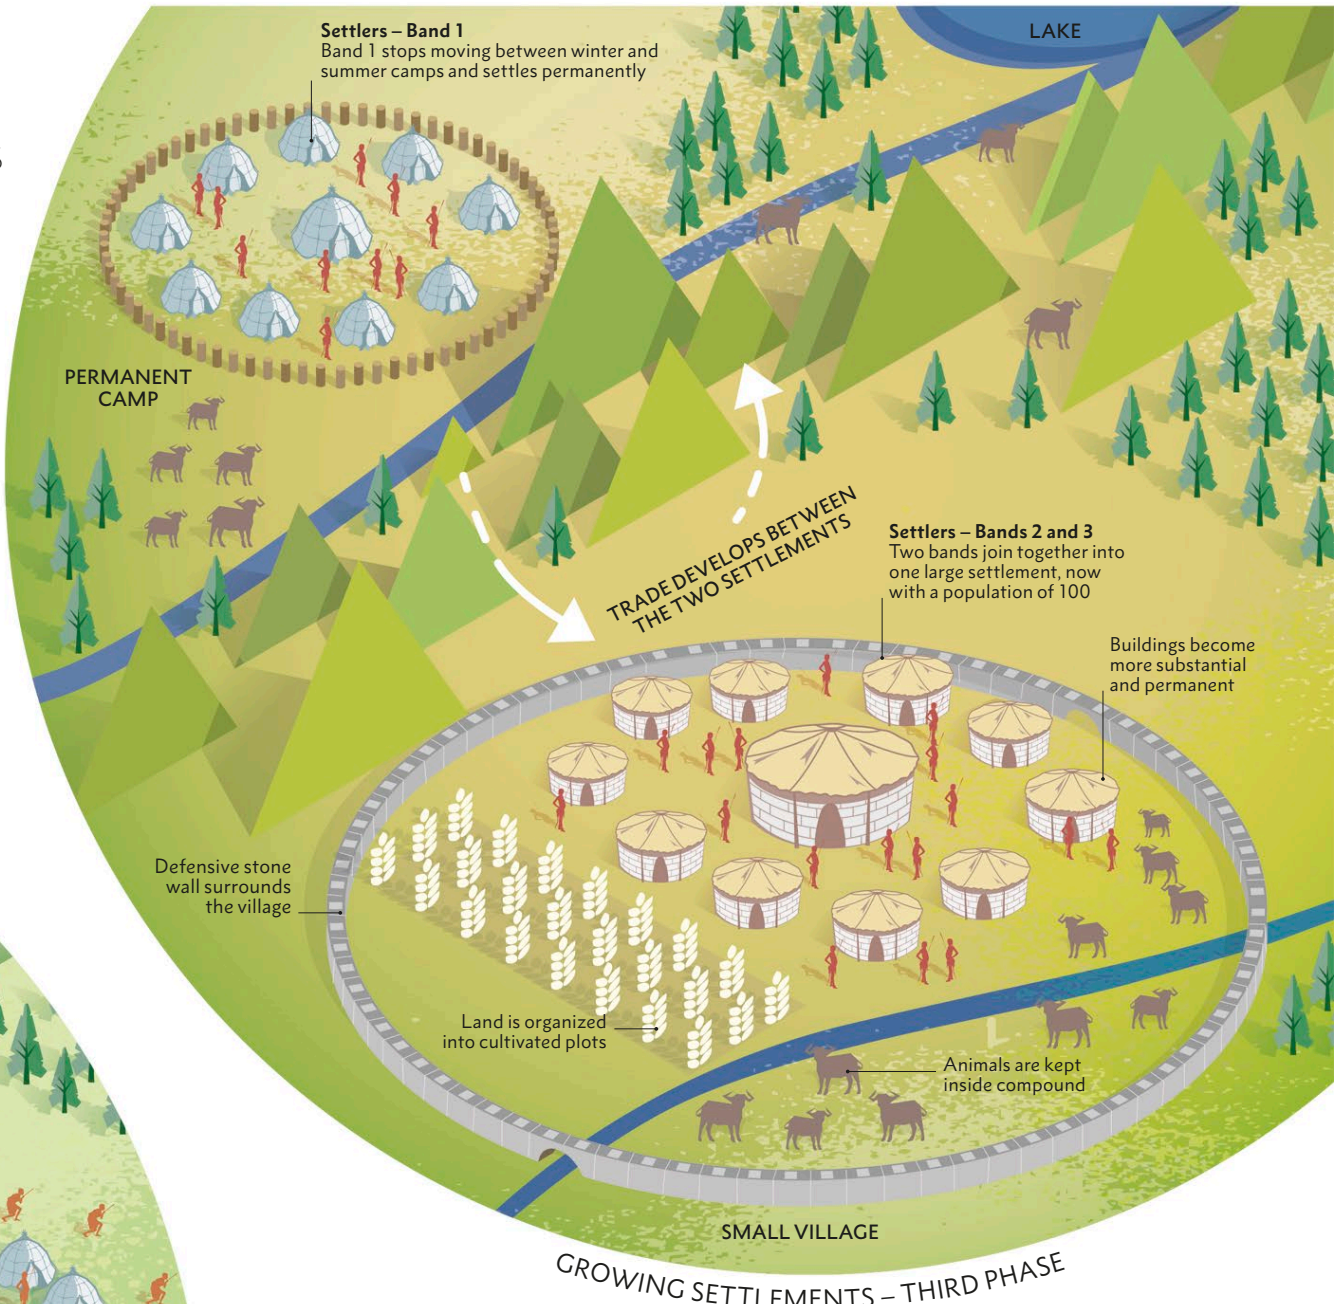 Settlers – Band 1
Band 1 stops moving between winter and
summer camps and settles permanently
LAKE
PERMANENT
CAMP
TRADE DEVELOPS BETWEEN
THE TWO SETTLEMENTS
Settlers – Bands 2 and 3
Two bands join together into
one large settlement, now
with a population of 100
Buildings become
more substantial
and permanent
Defensive stone
wall surrounds
the village
Land is organized
into cultivated plots
Animals are kept
inside compound
SMALL VILLAGE
GROWING SETTLEMENTS – THIRD PHASE